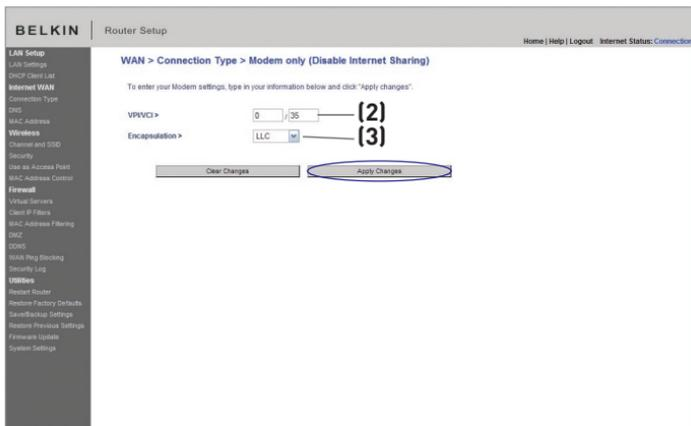 BELKIN
Router Setup
Home | Help | Logout Internet Status: Connection
LAN Setup
LAN Settings
DHCP Client List
Internet WAN
Connection Type
DNS
MAC Address
Wireless
Channel and SSID
Security
Use as Access Point
MAC Address Control
Firewall
Virtual Servers
Client IP Filters
MAC Address Filtering
DMZ
DDNS
WAN Ping Blocking
Security Log
Utilities
Restart Router
Restore Factory Defaults
Save/Backup Settings
Restore Previous Settings
Firmware Update
System Settings
WAN > Connection Type > Modem only (Disable Internet Sharing)
To enter your Modem settings, type in your information below and click "Apply changes".
VPI/VCI > 0 / 35 (2)
Encapsulation > LLC (3)
Clear Changes Apply Changes